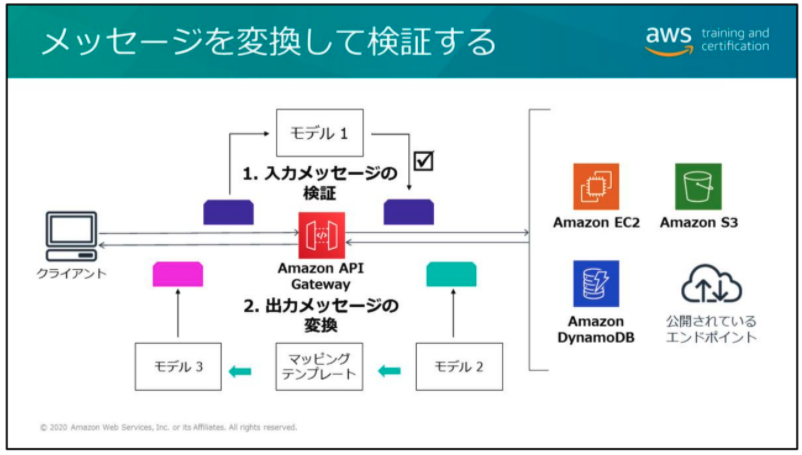 メッセージを変換して検証する
aws training and
certification
モデル 1
1. 入力メッセージの
検証
クライアント
Amazon API
Gateway
2. 出力メッセージの
変換
モデル 3
マッピング
テンプレート
モデル 2
Amazon EC2
Amazon S3
Amazon
DynamoDB
公開されている
エンドポイント
© 2020 Amazon Web Services, Inc. or its Affiliates. All rights reserved.